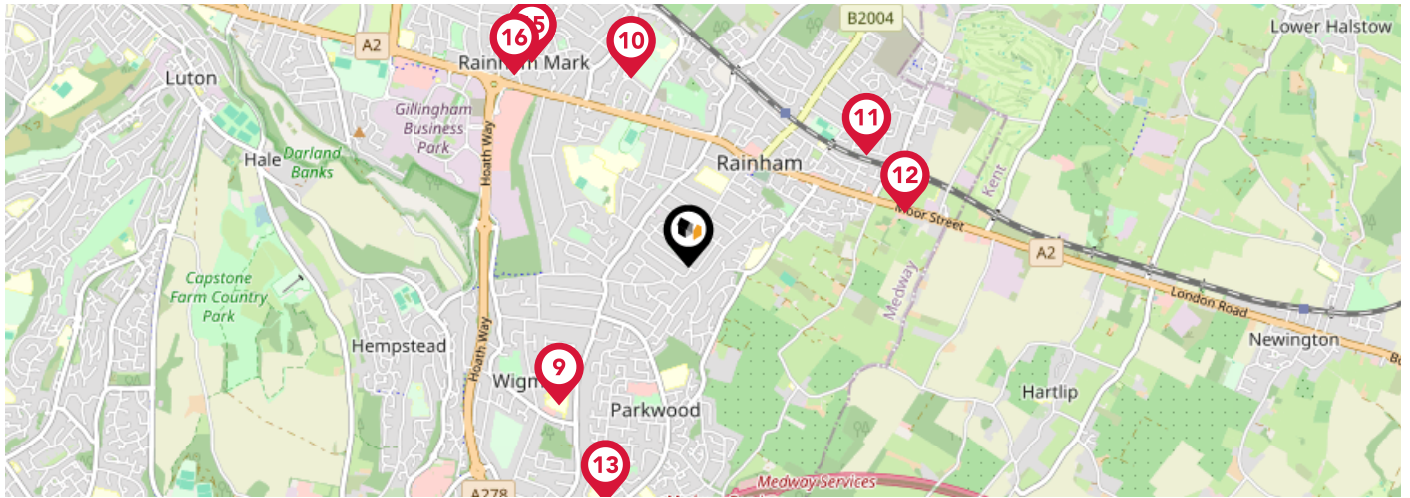 B2004
Lower Halstow
A2
16
5
10
Rainham Mark
Luton
Gillingham
Business
Park
11
Hoath Way
Hale
Darland
Banks
Rainham
12
Kent
Moor Street
A2
Capstone
Farm Country
Park
Medway
London Road
Hempstead
Hoath Way
Newington
9
Wigm
Hartlip
Parkwood
13
Medway Services
A278